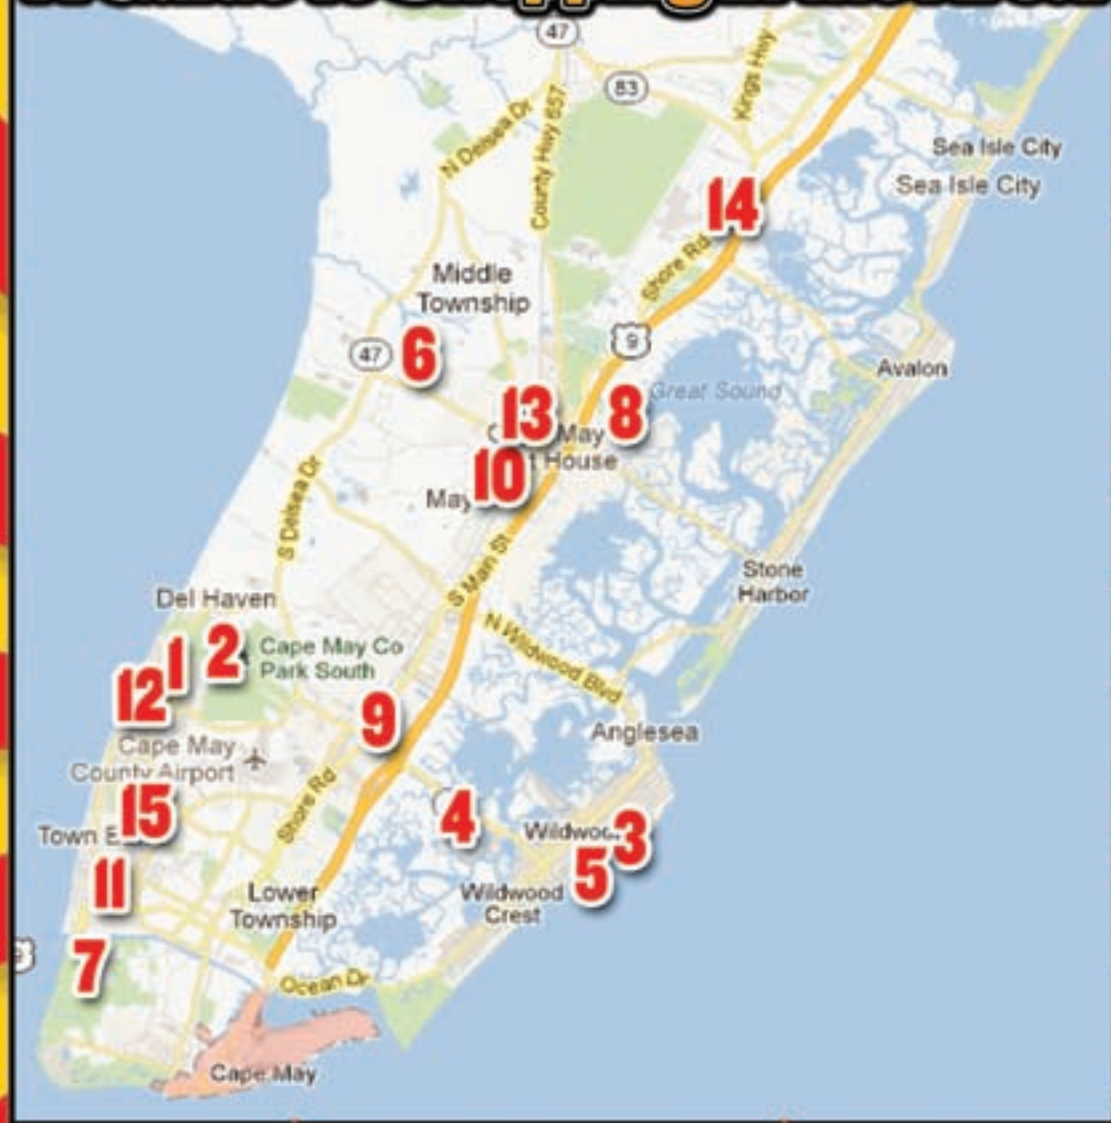 47
83
Kings Hwy
N Delsea Dr
County Hwy 657
Sea Isle City
Sea Isle City
14
Shore Rd
Middle
Township
47
6
9
Avalon
Great Sound
13
8
May
House
10
May
S Delsea Dr
S Main St
Stone
Harbor
Del Haven
N Wildwood Blvd
1
2
Cape May Co
Park South
12
9
Anglesea
Cape May
County Airport
Shore Rd
15
4
Town
Wildwood
3
5
11
Lower
Township
Wildwood
Crest
7
Ocean Dr
Cape May